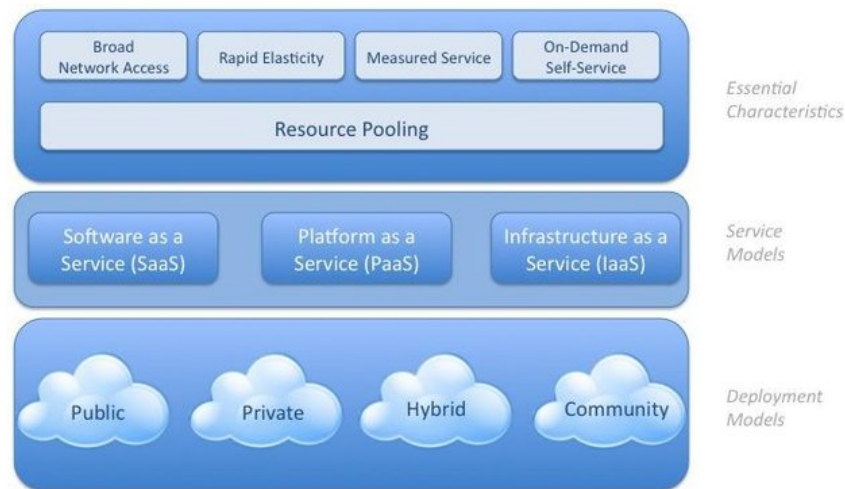 Broad
Network Access
Rapid Elasticity
Measured Service
On-Demand
Self-Service
Resource Pooling
Essential
Characteristics
Software as a
Service (SaaS)
Platform as a
Service (PaaS)
Infrastructure as a
Service (IaaS)
Service
Models
Public
Private
Hybrid
Community
Deployment
Models